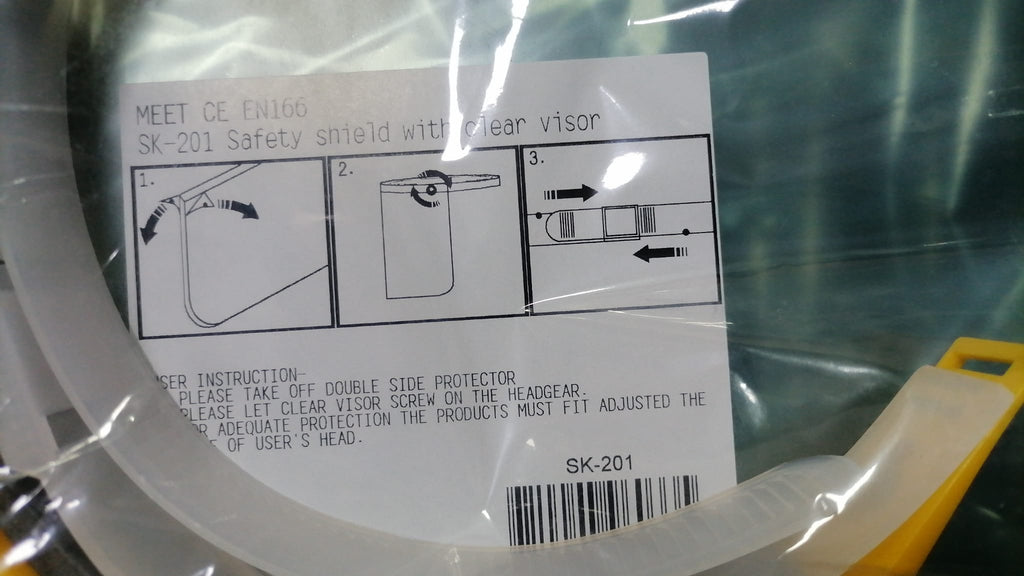 MEET CE EN166
SK-201 Safety shield with clear visor
1.
2.
3.
USER INSTRUCTION-
PLEASE TAKE OFF DOUBLE SIDE PROTECTOR
PLEASE LET CLEAR VISOR SCREW ON THE HEADGEAR.
ADEQUATE PROTECTION THE PRODUCTS MUST FIT ADJUSTED THE
OF USER'S HEAD.
SK-201